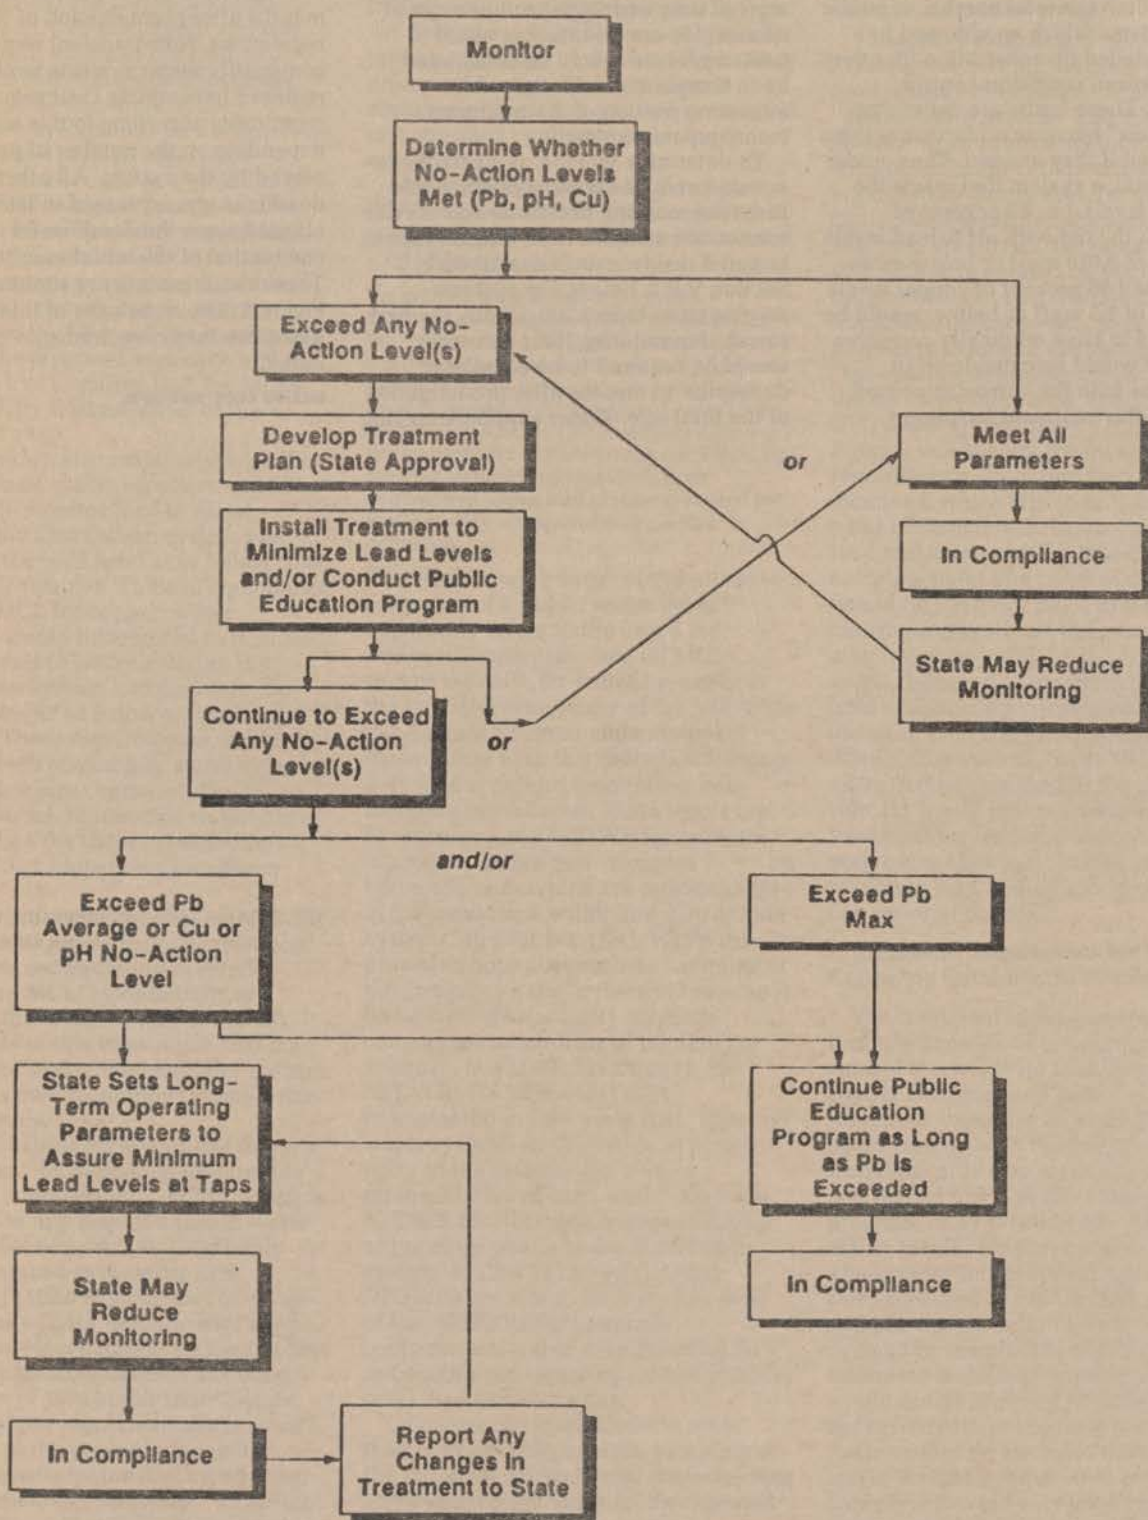 Monitor
Determine Whether
No-Action Levels
Met (Pb, pH, Cu)
Exceed Any No-
Action Level(s)
Develop Treatment
Plan (State Approval)
Install Treatment to
Minimize Lead Levels
and/or Conduct Public
Education Program
or
Meet All
Parameters
In Compliance
State May Reduce
Monitoring
Continue to Exceed
Any No-Action
Level(s)
or
and/or
Exceed Pb
Average or Cu or
pH No-Action
Level
Exceed Pb
Max
State Sets Long-
Term Operating
Parameters to
Assure Minimum
Lead Levels at Taps
Continue Public
Education
Program as Long
as Pb is
Exceeded
State May
Reduce
Monitoring
In Compliance
In Compliance
Report Any
Changes In
Treatment to State